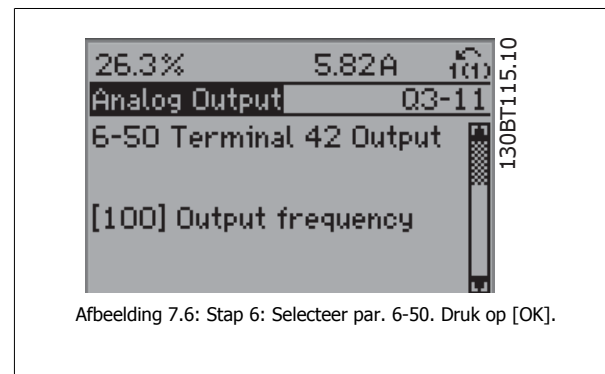 26.3% 5.82A 1(1)
Analog Output Q3-11
6-50 Terminal 42 Output
[100] Output frequency
130BT115.10
Afbeelding 7.6: Stap 6: Selecteer par. 6-50. Druk op [OK].